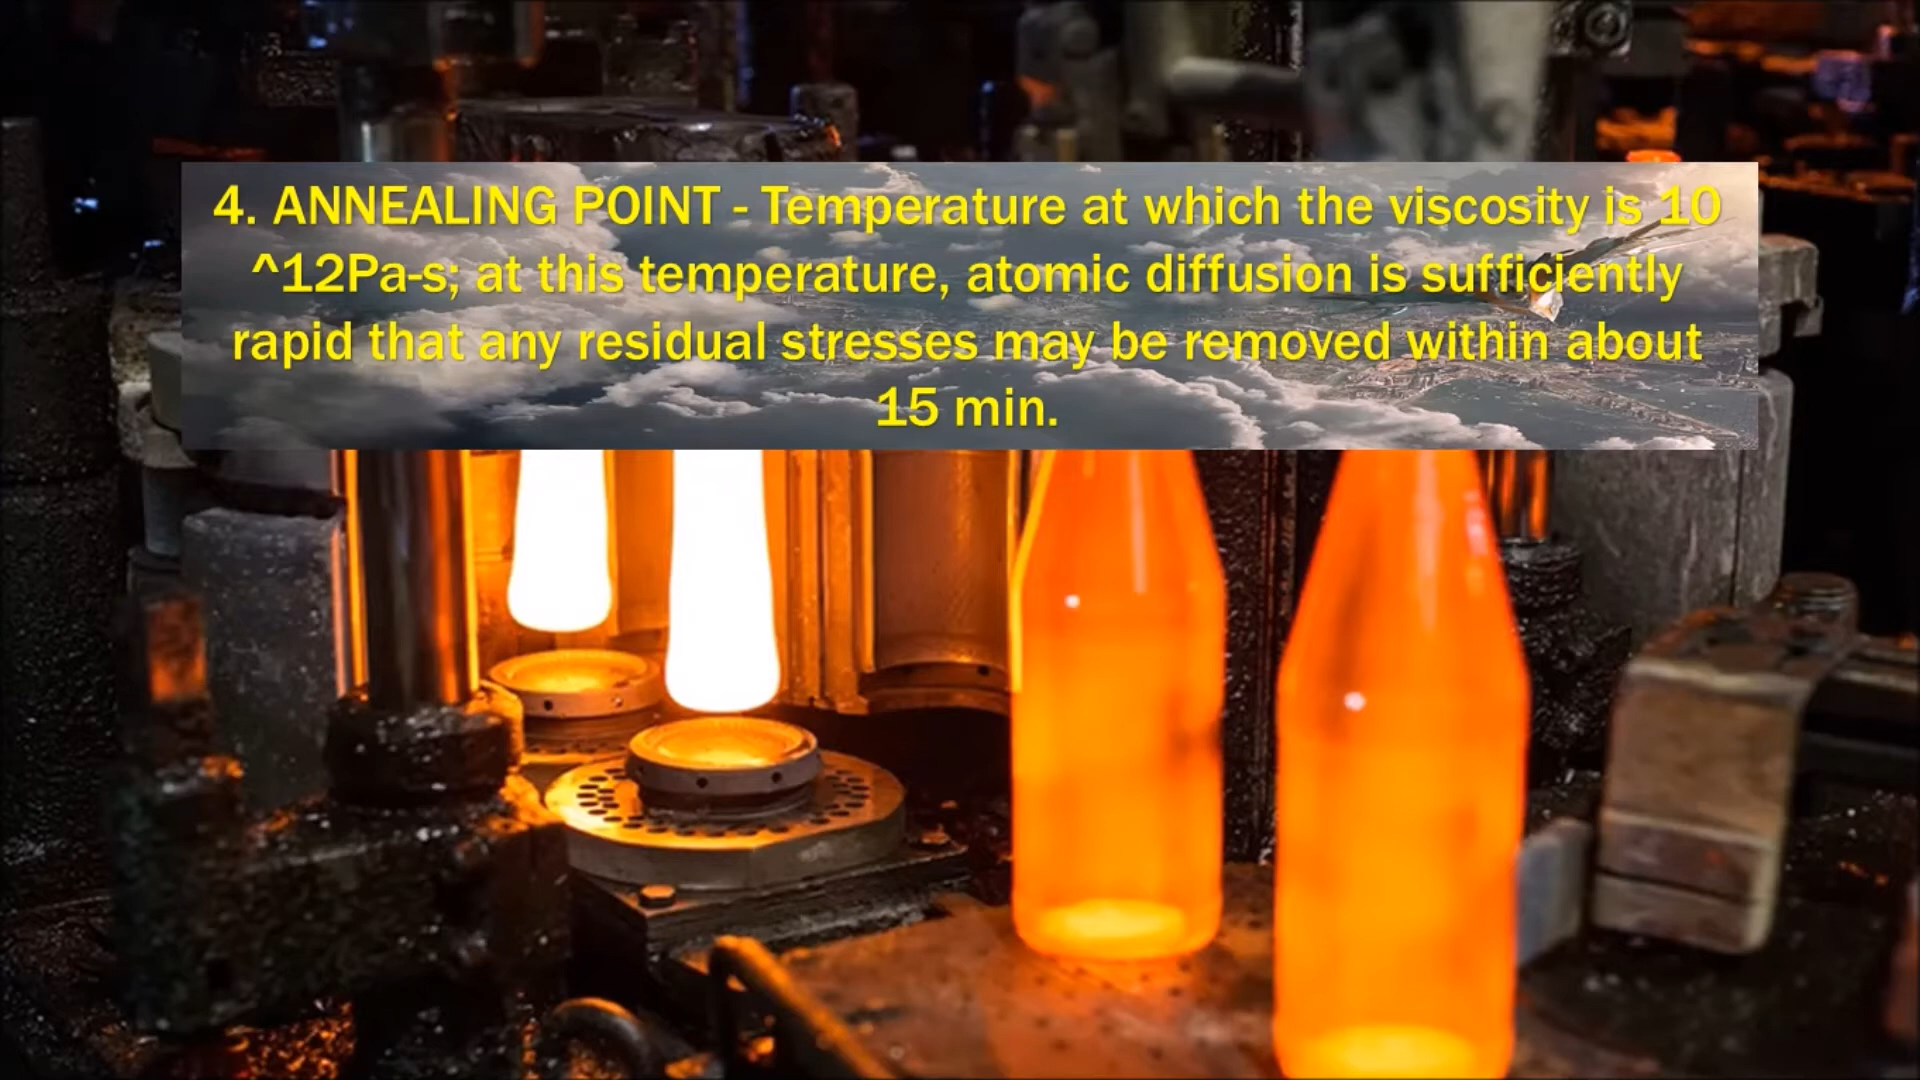 4. ANNEALING POINT - Temperature at which the viscosity is 10
^12Pa-s; at this temperature, atomic diffusion is sufficiently
rapid that any residual stresses may be removed within about
15 min.